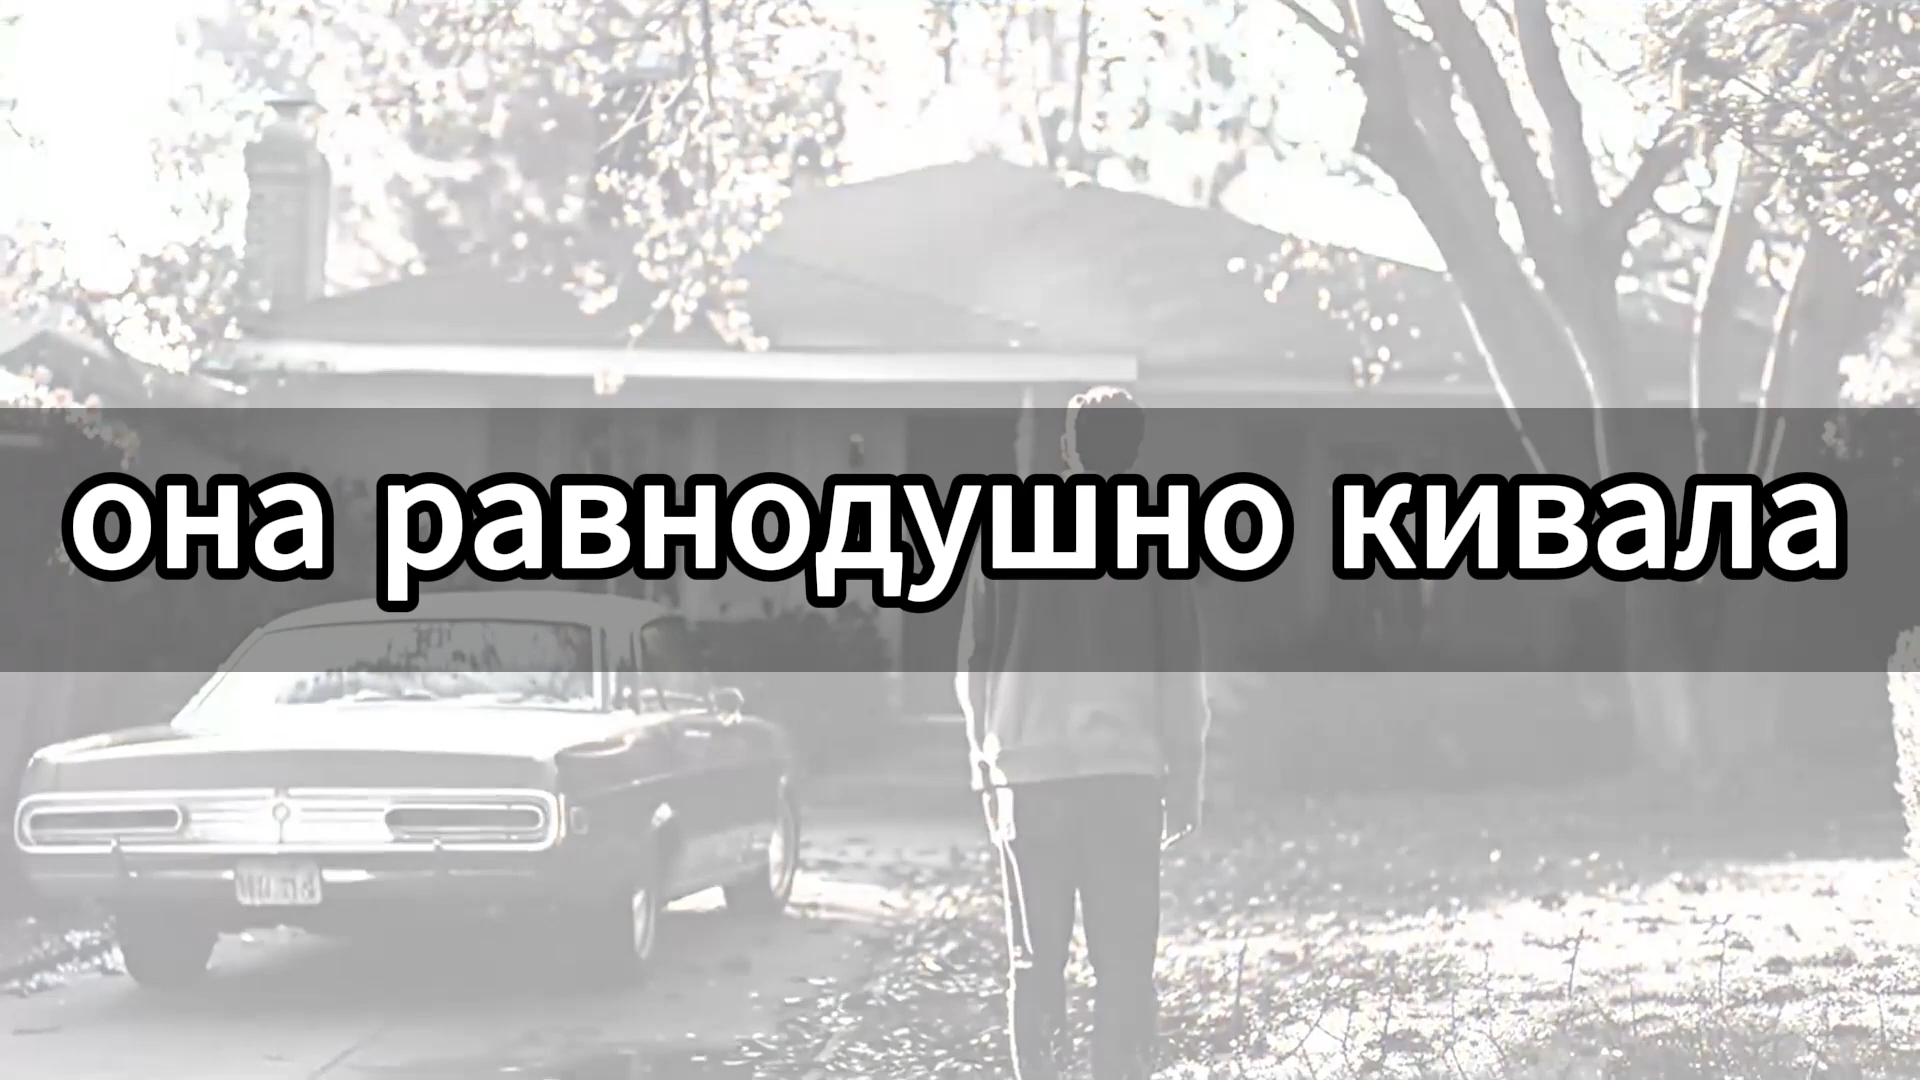 она равнодушно кивала